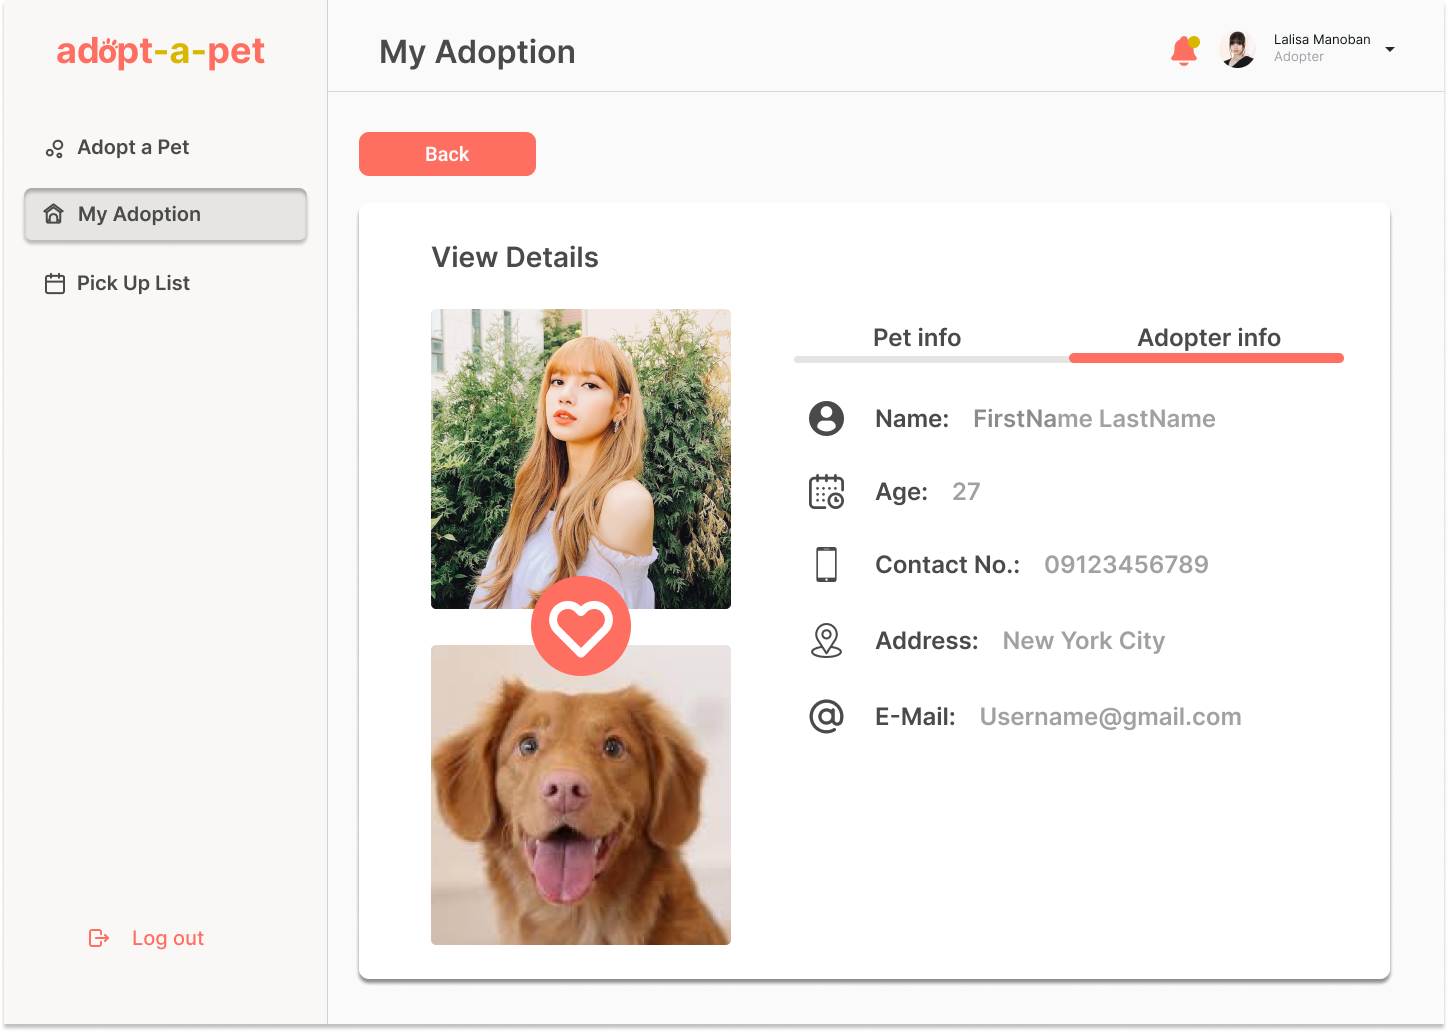 adopt-a-pet
My Adoption
Lalisa Manoban
Adopter
Adopt a Pet
My Adoption
Pick Up List
Log out
Back
View Details
Pet info
Adopter info
Name: FirstName LastName
Age: 27
Contact No.: 09123456789
Address: New York City
E-Mail: Username@gmail.com